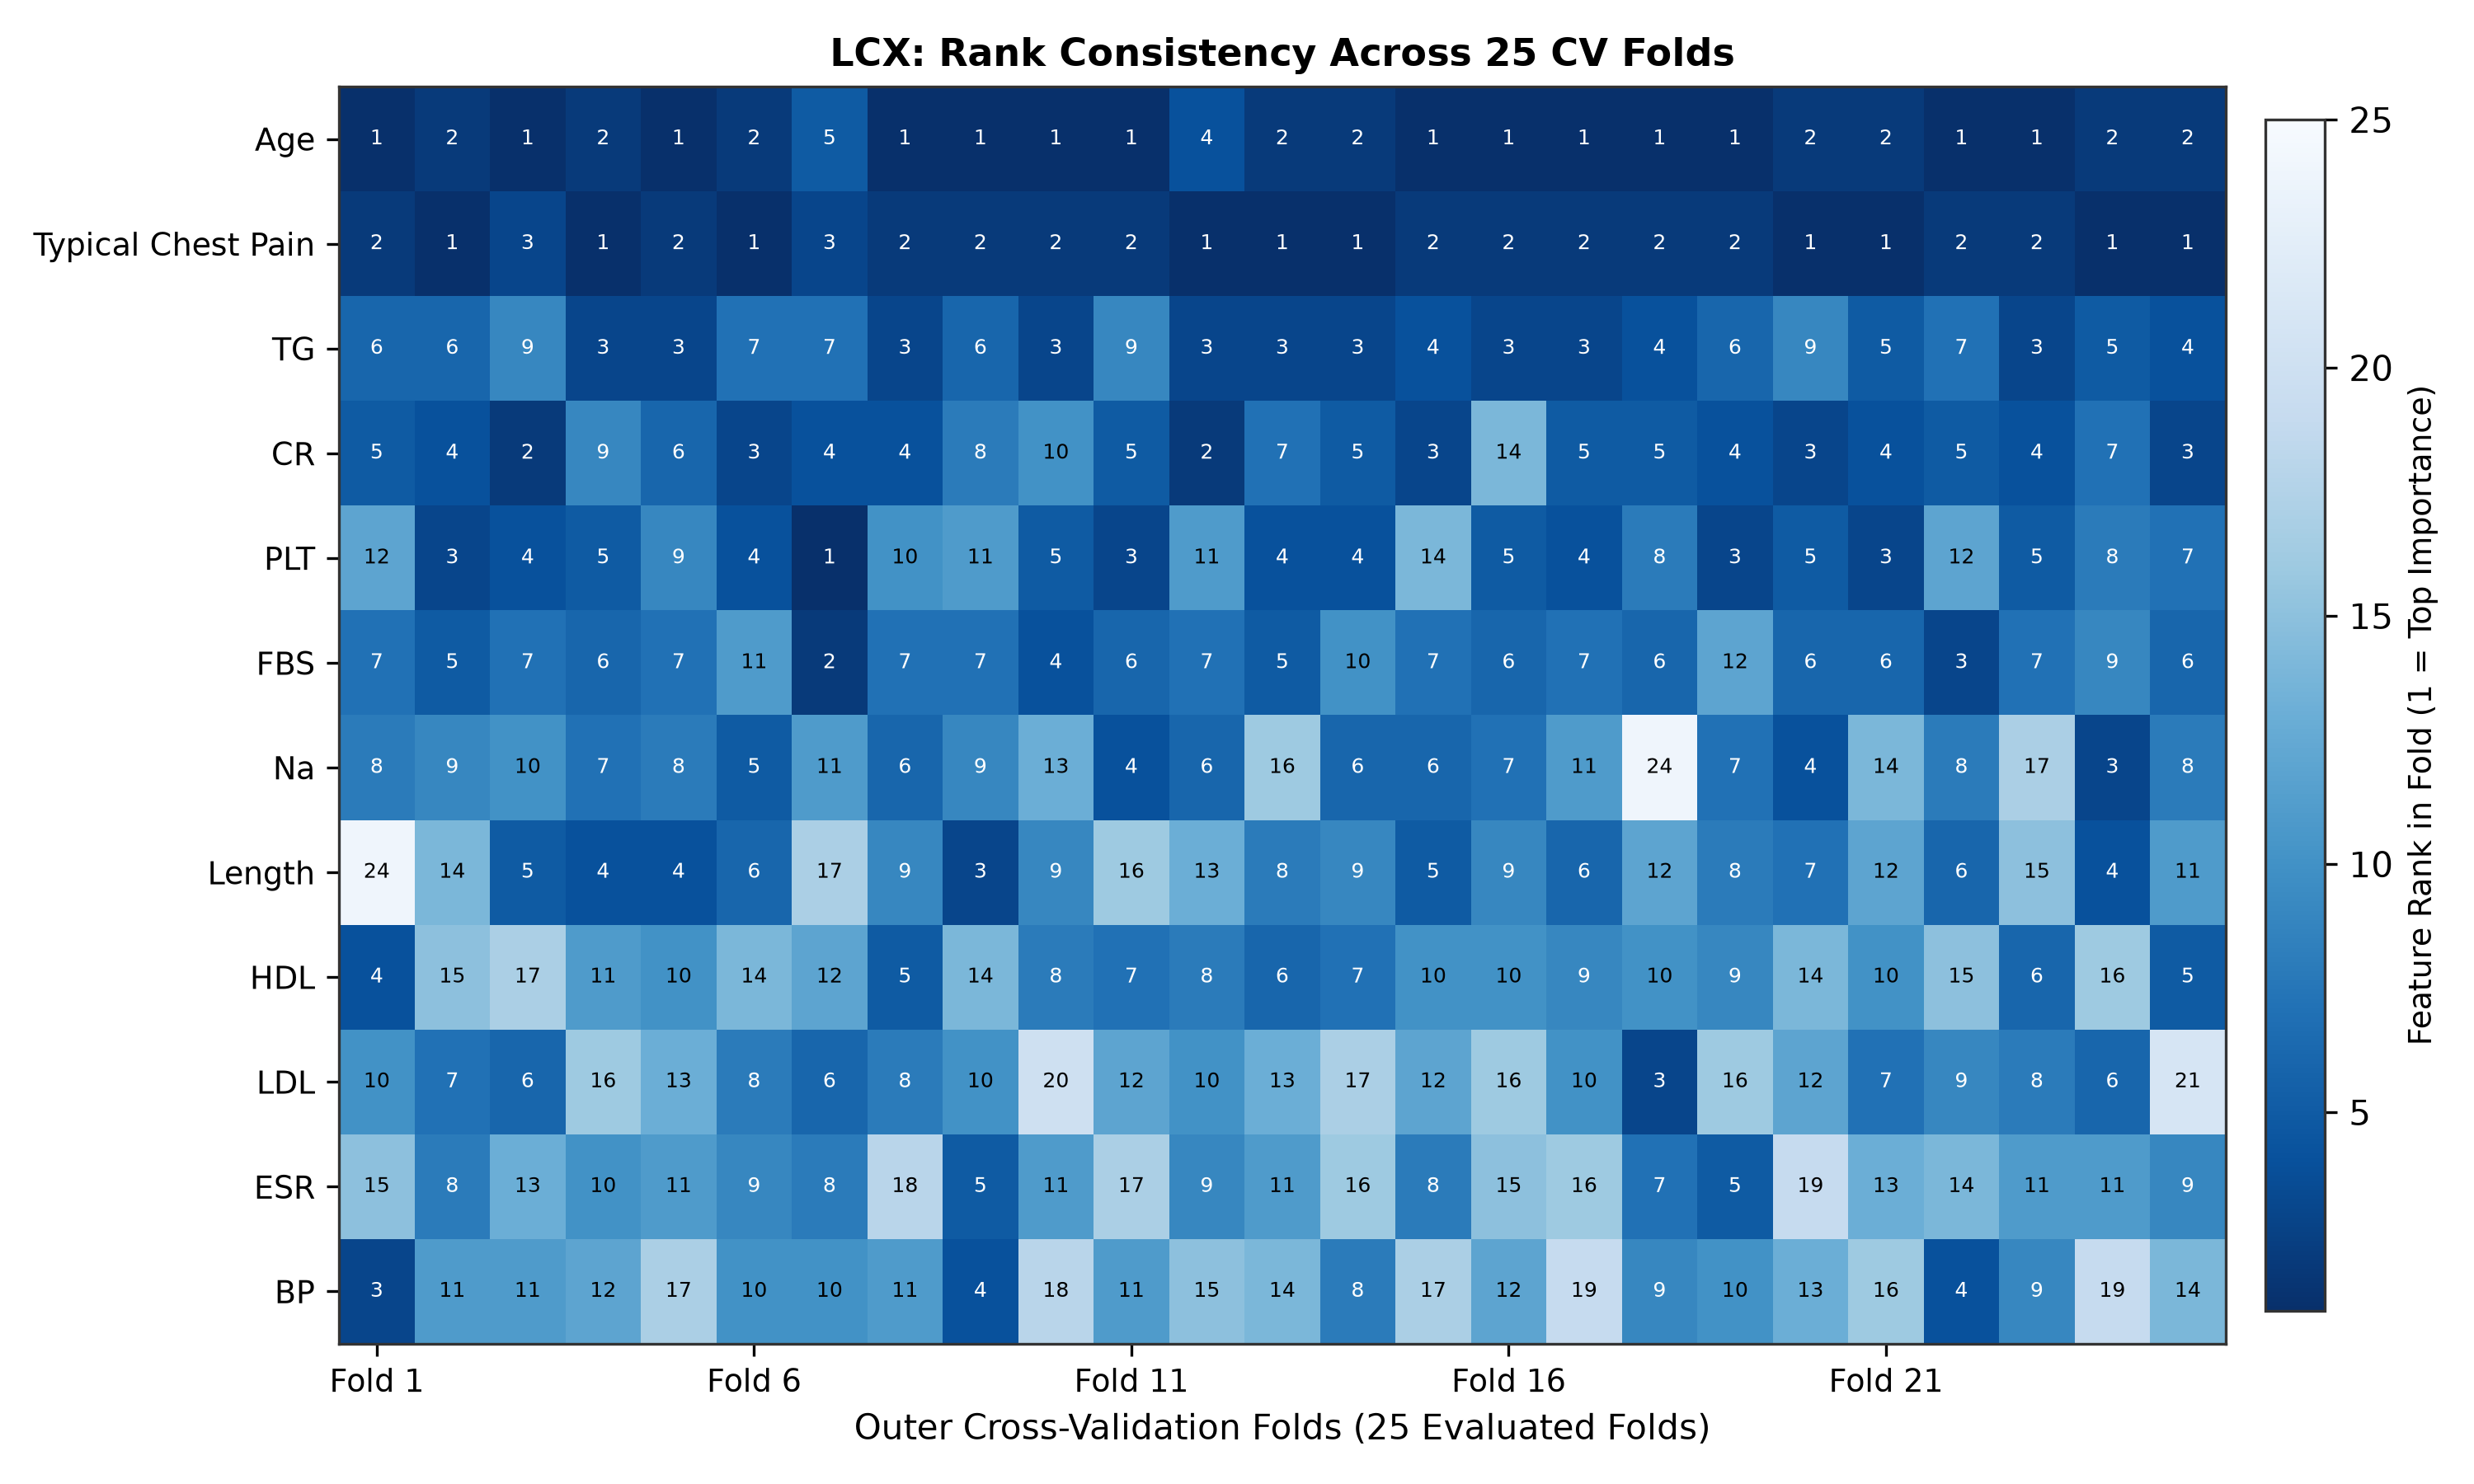 LCX: Rank Consistency Across 25 CV Folds
Age 1 2 1 2 1 2 5 1 1 1 1 4 2 2 1 1 1 1 1 2 2 1 1 2 2
Typical Chest Pain 2 1 3 1 2 1 3 2 2 2 2 1 1 1 2 2 2 2 2 1 1 2 2 1 1
TG 6 6 9 3 3 7 7 3 6 3 9 3 3 3 4 3 3 4 6 9 5 7 3 5 4
CR 5 4 2 9 6 3 4 4 8 10 5 2 7 5 3 14 5 5 4 3 4 5 4 7 3
PLT 12 3 4 5 9 4 1 10 11 5 3 11 4 4 14 5 4 8 3 5 3 12 5 8 7
FBS 7 5 7 6 7 11 2 7 7 4 6 7 5 10 7 6 7 6 12 6 6 3 7 9 6
Na 8 9 10 7 8 5 11 6 9 13 4 6 16 6 6 7 11 24 7 4 14 8 17 3 8
Length 24 14 5 4 4 6 17 9 3 9 16 13 8 9 5 9 6 12 8 7 12 6 15 4 11
HDL 4 15 17 11 10 14 12 5 14 8 7 8 6 7 10 10 9 10 9 14 10 15 6 16 5
LDL 10 7 6 16 13 8 6 8 10 20 12 10 13 17 12 16 10 3 16 12 7 9 8 6 21
ESR 15 8 13 10 11 9 8 18 5 11 17 9 11 16 8 15 16 7 5 19 13 14 11 11 9
BP 3 11 11 12 17 10 10 11 4 18 11 15 14 8 17 12 19 9 10 13 16 4 9 19 14
Fold 1 Fold 6 Fold 11 Fold 16 Fold 21
Outer Cross-Validation Folds (25 Evaluated Folds)
25
20
15
10
5
Feature Rank in Fold (1 = Top Importance)